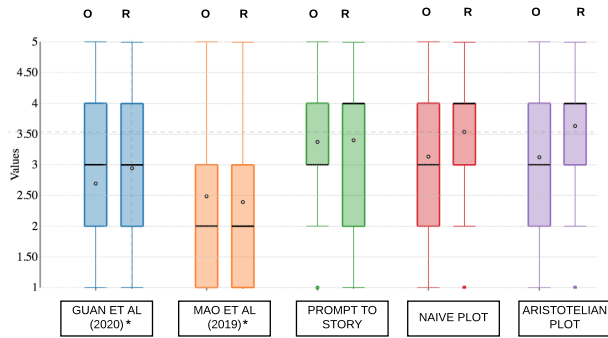 O R O R O R O R O R
5
4.50
4
3.50
3
2.50
2
1.50
1
Values
GUAN ET AL
(2020)*
MAO ET AL
(2019)*
PROMPT TO
STORY
NAIVE PLOT
ARISTOTELIAN
PLOT